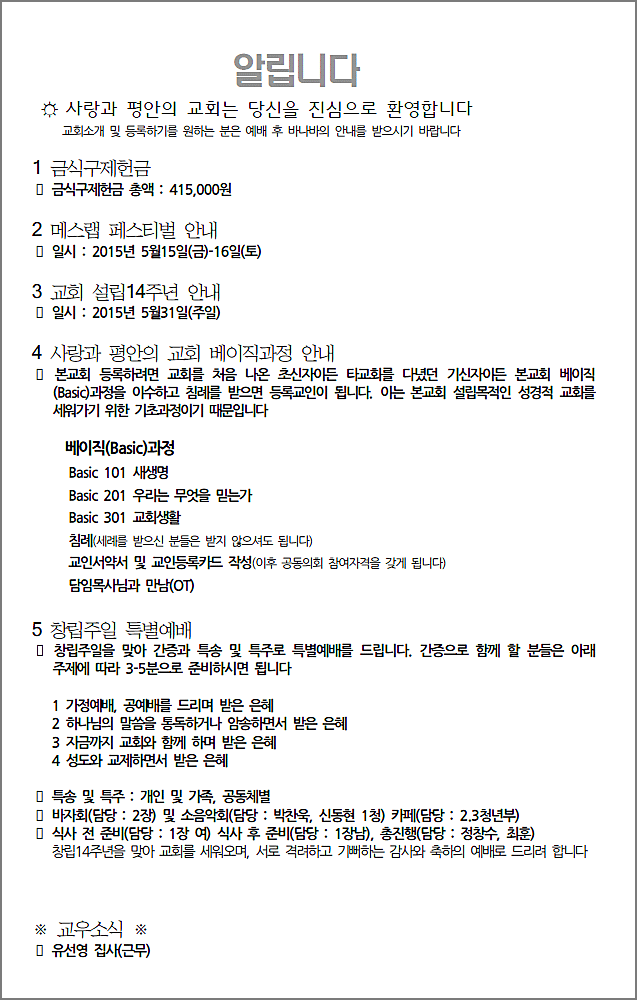 알립니다
☼ 사랑과 평안의 교회는 당신을 진심으로 환영합니다
교회소개 및 등록하기를 원하는 분은 예배 후 바나바의 안내를 받으시기 바랍니다
1 금식구제헌금
▯ 금식구제헌금 총액 : 415,000원
2 메스랩 페스티벌 안내
▯ 일시 : 2015년 5월15일(금)-16일(토)
3 교회 설립14주년 안내
▯ 일시 : 2015년 5월31일(주일)
4 사랑과 평안의 교회 베이직과정 안내
▯ 본교회 등록하려면 교회를 처음 나온 초신자이든 타교회를 다녔던 기신자이든 본교회 베이직
(Basic)과정을 이수하고 침례를 받으면 등록교인이 됩니다. 이는 본교회 설립목적인 성경적 교회를
세워가기 위한 기초과정이기 때문입니다
베이직(Basic)과정
Basic 101 새생명
Basic 201 우리는 무엇을 믿는가
Basic 301 교회생활
침례(세례를 받으신 분들은 받지 않으셔도 됩니다)
교인서약서 및 교인등록카드 작성(이후 공동의회 참여자격을 갖게 됩니다)
담임목사님과 만남(OT)
5 창립주일 특별예배
▯ 창립주일을 맞아 간증과 특송 및 특주로 특별예배를 드립니다. 간증으로 함께 할 분들은 아래
주제에 따라 3-5분으로 준비하시면 됩니다
1 가정예배, 공예배를 드리며 받은 은혜
2 하나님의 말씀을 통독하거나 암송하면서 받은 은혜
3 지금까지 교회와 함께 하며 받은 은혜
4 성도와 교제하면서 받은 은혜
▯ 특송 및 특주 : 개인 및 가족, 공동체별
▯ 바자회(담당 : 2장) 및 소음악회(담당 : 박찬욱, 신동현 1청) 카페(담당 : 2,3청년부)
▯ 식사 전 준비(담당 : 1장 여) 식사 후 준비(담당 : 1장남), 총진행(담당 : 정창수, 최훈)
창립14주년을 맞아 교회를 세워오며, 서로 격려하고 기뻐하는 감사와 축하의 예배로 드리려 합니다
※ 교우소식 ※
▯ 유선영 집사(근무)